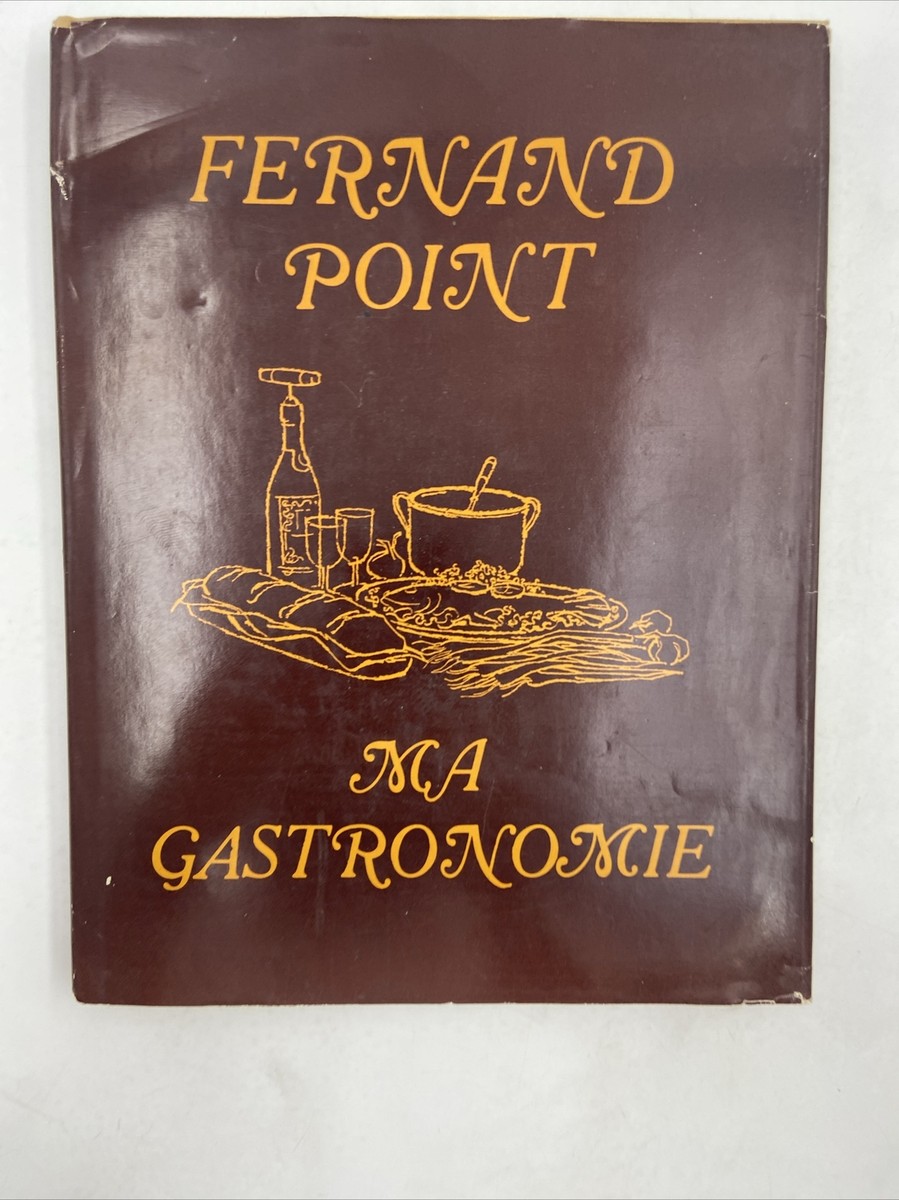 FERNAND
POINT
MA
GASTRONOMIE